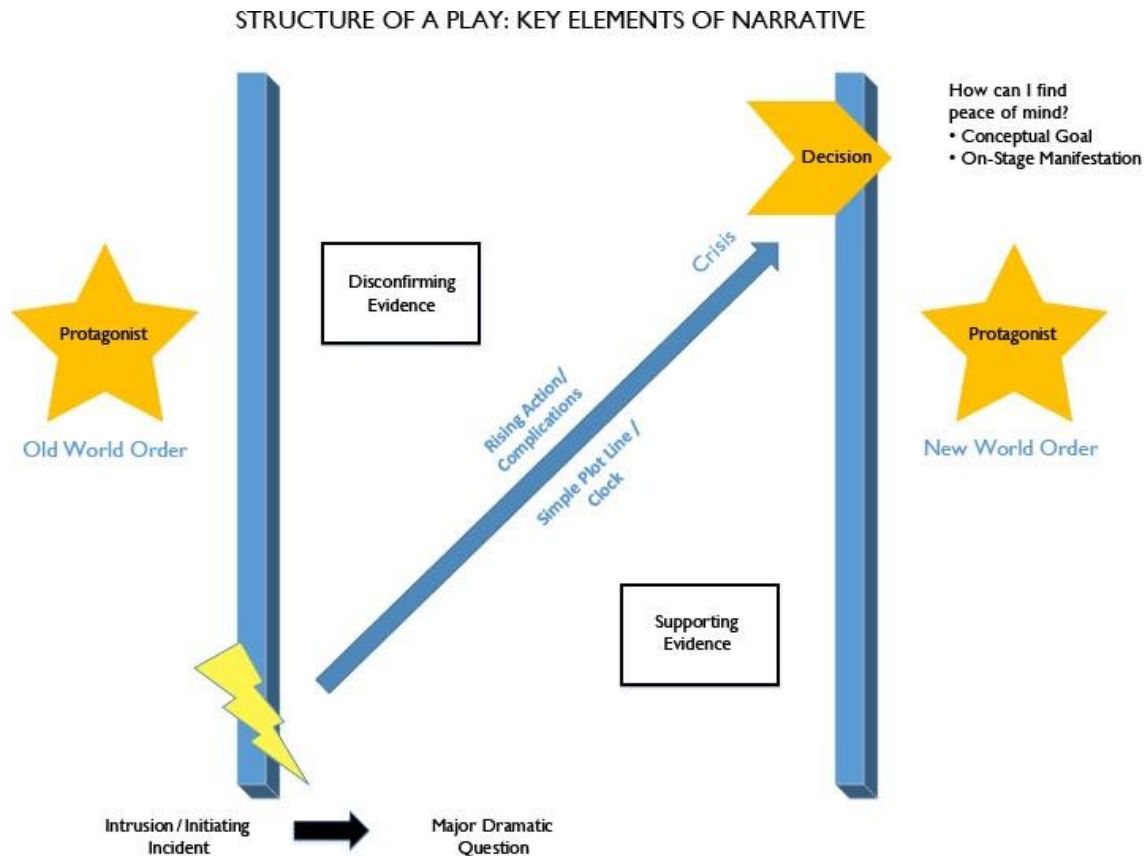 STRUCTURE OF A PLAY: KEY ELEMENTS OF NARRATIVE
How can I find
peace of mind?
• Conceptual Goal
• On-Stage Manifestation
Decision
Crisis
Disconfirming
Evidence
Protagonist
Protagonist
Old World Order
New World Order
Rising Action/
Complications
Simple Plot Line /
Clock
Supporting
Evidence
Intrusion / Initiating
Incident
Major Dramatic
Question